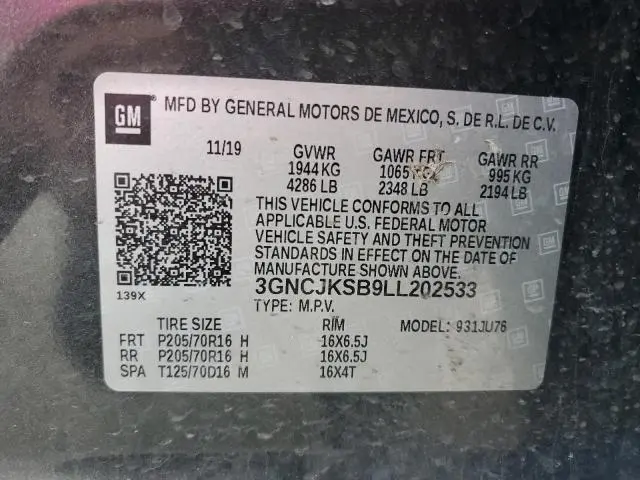 GM
MFD BY GENERAL MOTORS DE MEXICO, S. DE R.L. DE C.V.
11/19 GVWR GAWR FRT GAWR RR
1944 KG 1065 KG 995 KG
4286 LB 2348 LB 2194 LB
THIS VEHICLE CONFORMS TO ALL
APPLICABLE U.S. FEDERAL MOTOR
VEHICLE SAFETY AND THEFT PREVENTION
STANDARDS IN EFFECT ON THE DATE OF
MANUFACTURE SHOWN ABOVE.
3GNCJKSB9LL202533
139X TYPE: M.P.V.
TIRE SIZE RIM MODEL: 931JU76
FRT P205/70R16 H 16X6.5J
RR P205/70R16 H 16X6.5J
SPA T125/70D16 M 16X4T